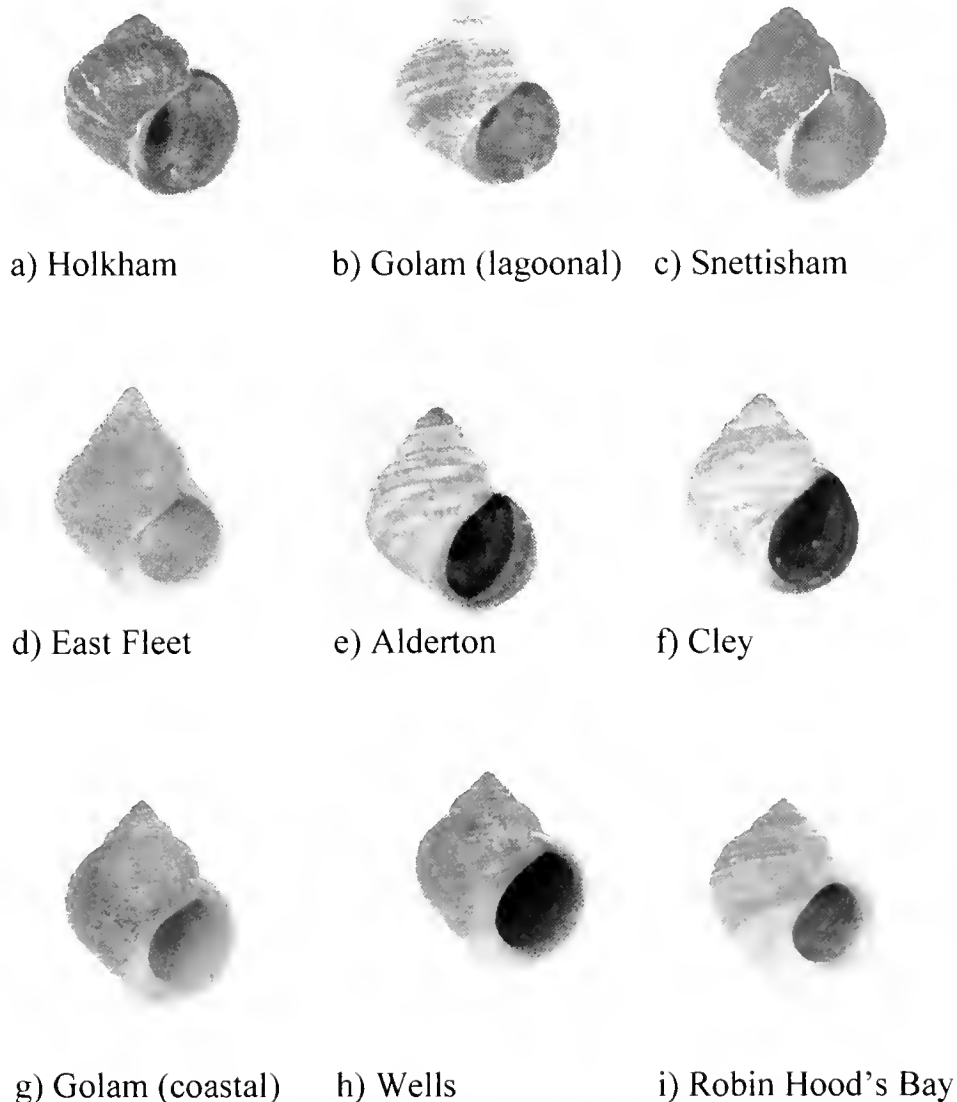 a) Holkham
b) Golam (lagoonal)
c) Snettisham
d) East Fleet
e) Alderton
f) Cley
g) Golam (coastal)
h) Wells
i) Robin Hood's Bay